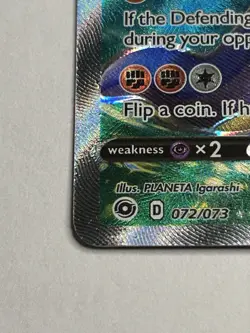 If the Defending
during your opp
Flip a coin. If h
weakness ×2
Illus. PLANETA Igarashi
D 072/073